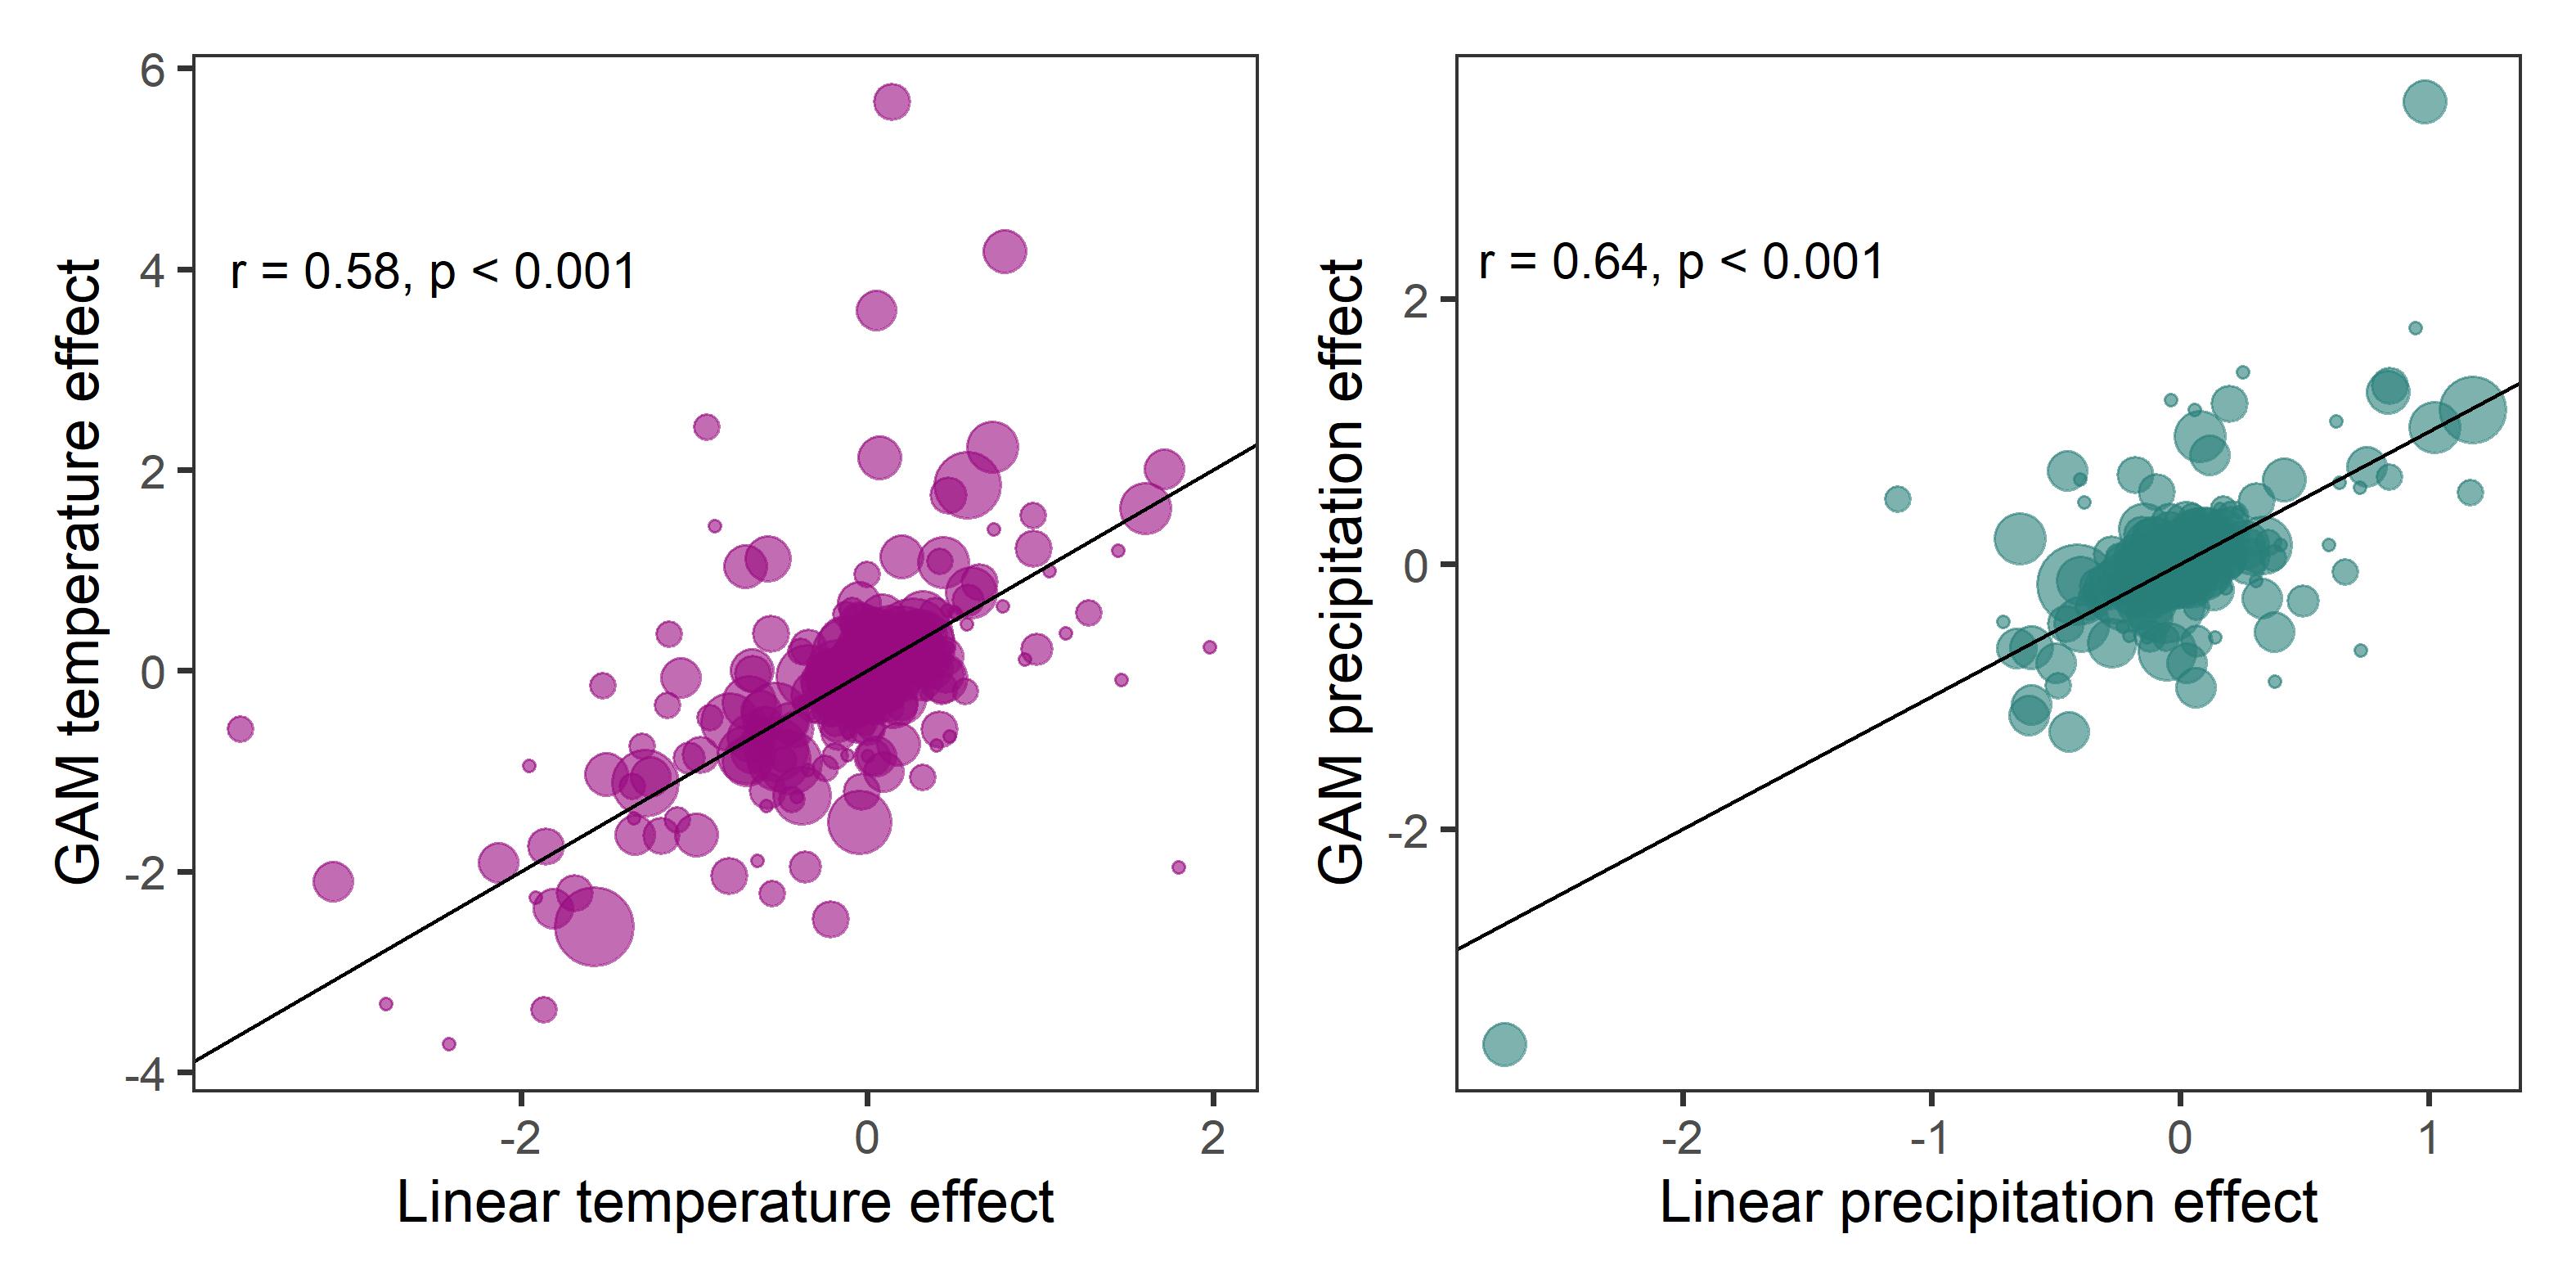 GAM temperature effect
6
4
2
0
-2
-4
r = 0.58, p < 0.001
-2
0
2
Linear temperature effect
GAM precipitation effect
2
0
-2
r = 0.64, p < 0.001
-2
-1
0
1
Linear precipitation effect